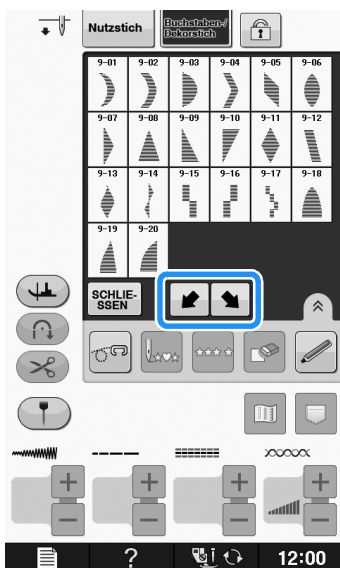 Nutzstich
Buchstaben-/
Dekorstich
9-01 9-02 9-03 9-04 9-05 9-06
9-07 9-08 9-09 9-10 9-11 9-12
9-13 9-14 9-15 9-16 9-17 9-18
9-19 9-20
SCHLIE-
SSEN
?
12:00